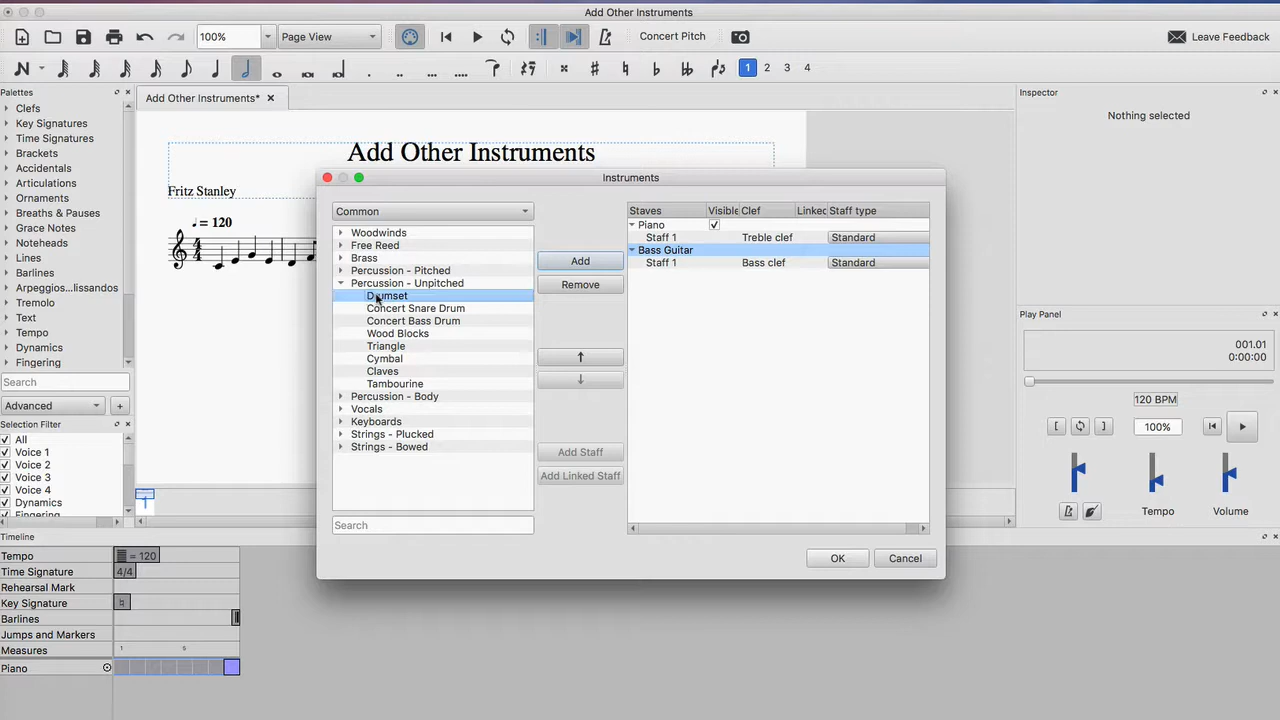 Add Other Instruments
100%
Page View
Concert Pitch
Leave Feedback
1 2 3 4
Palettes
Clefs
Key Signatures
Time Signatures
Brackets
Accidentals
Articulations
Ornaments
Breaths & Pauses
Grace Notes
Noteheads
Lines
Barlines
Arpeggios...lissandos
Tremolo
Text
Tempo
Dynamics
Fingering
Search
Advanced
+
Selection Filter
All
Voice 1
Voice 2
Voice 3
Voice 4
Dynamics
Fingering
Add Other Instruments*
Add Other Instruments
Fritz Stanley
= 120
4
4
1
Instruments
Common
Woodwinds
Free Reed
Brass
Percussion - Pitched
Percussion - Unpitched
Drumset
Concert Snare Drum
Concert Bass Drum
Wood Blocks
Triangle
Cymbal
Claves
Tambourine
Percussion - Body
Vocals
Keyboards
Strings - Plucked
Strings - Bowed
Search
Add
Remove
Add Staff
Add Linked Staff
Staves Visible Clef Linked Staff type
Piano
Staff 1 Treble clef Standard
Bass Guitar
Staff 1 Bass clef Standard
OK
Cancel
Inspector
Nothing selected
Play Panel
001.01
0:00:00
120 BPM
100%
Tempo
Volume
Timeline
Tempo = 120
Time Signature 4/4
Rehearsal Mark
Key Signature
Barlines
Jumps and Markers
Measures 1 5
Piano